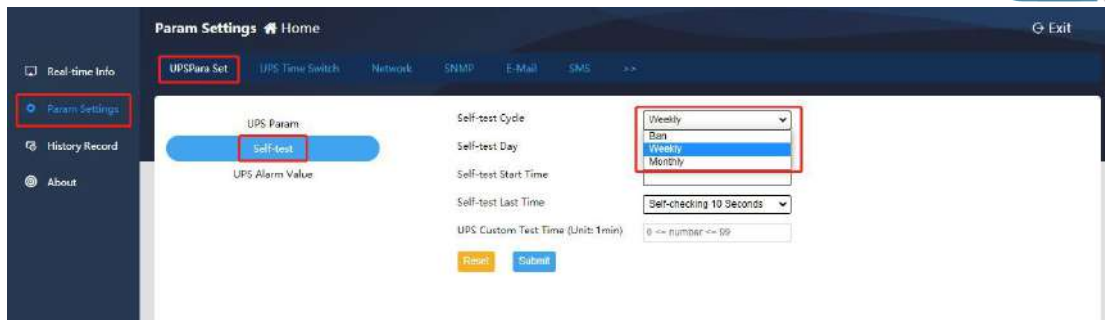 Param Settings Home
Exit
Real-time Info
Param Settings
History Record
About
UPSPara Set UPS Time Switch Network SNMP E-Mail SMS >>
UPS Param
Self-test
UPS Alarm Value
Self-test Cycle Weekly
Ban
Weekly
Monthly
Self-test Day
Self-test Start Time
Self-test Last Time Self-checking 10 Seconds
UPS Custom Test Time (Unit: 1min) 0 <= number <= 99
Reset Submit